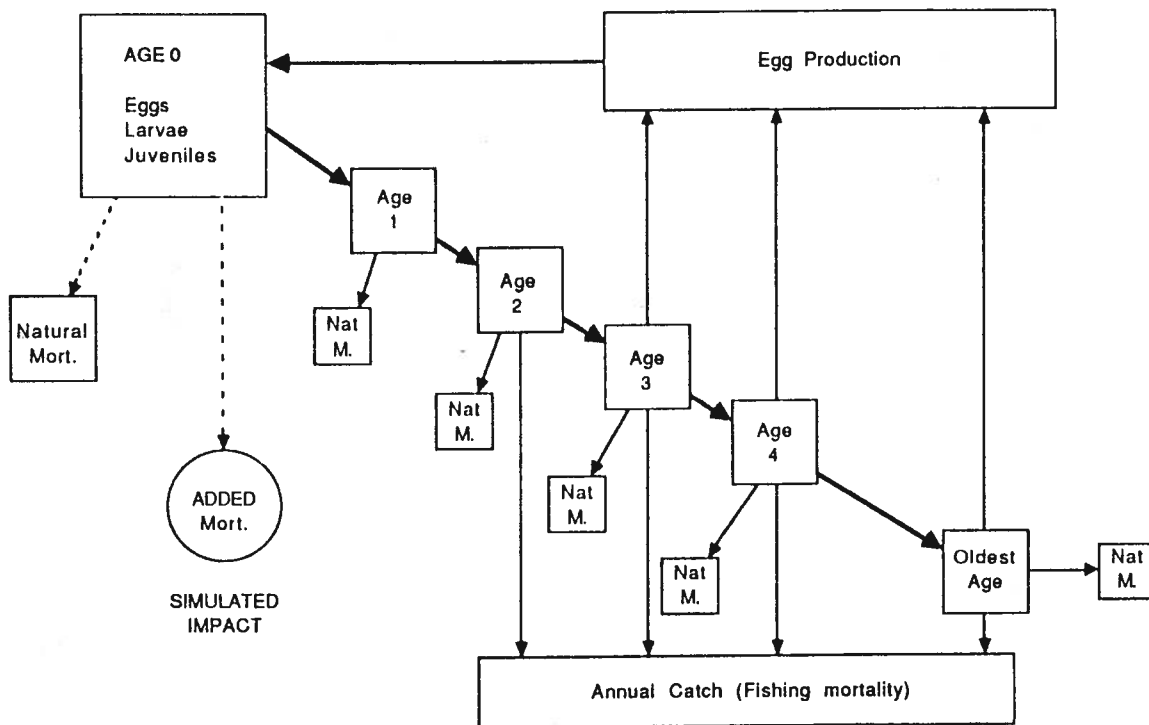 AGE 0
Eggs
Larvae
Juveniles
Egg Production
Age
1
Age
2
Natural
Mort.
Nat
M.
Age
3
Nat
M.
Age
4
ADDED
Mort.
Nat
M.
Oldest
Age
Nat
M.
Nat
M.
SIMULATED
IMPACT
Annual Catch (Fishing mortality)